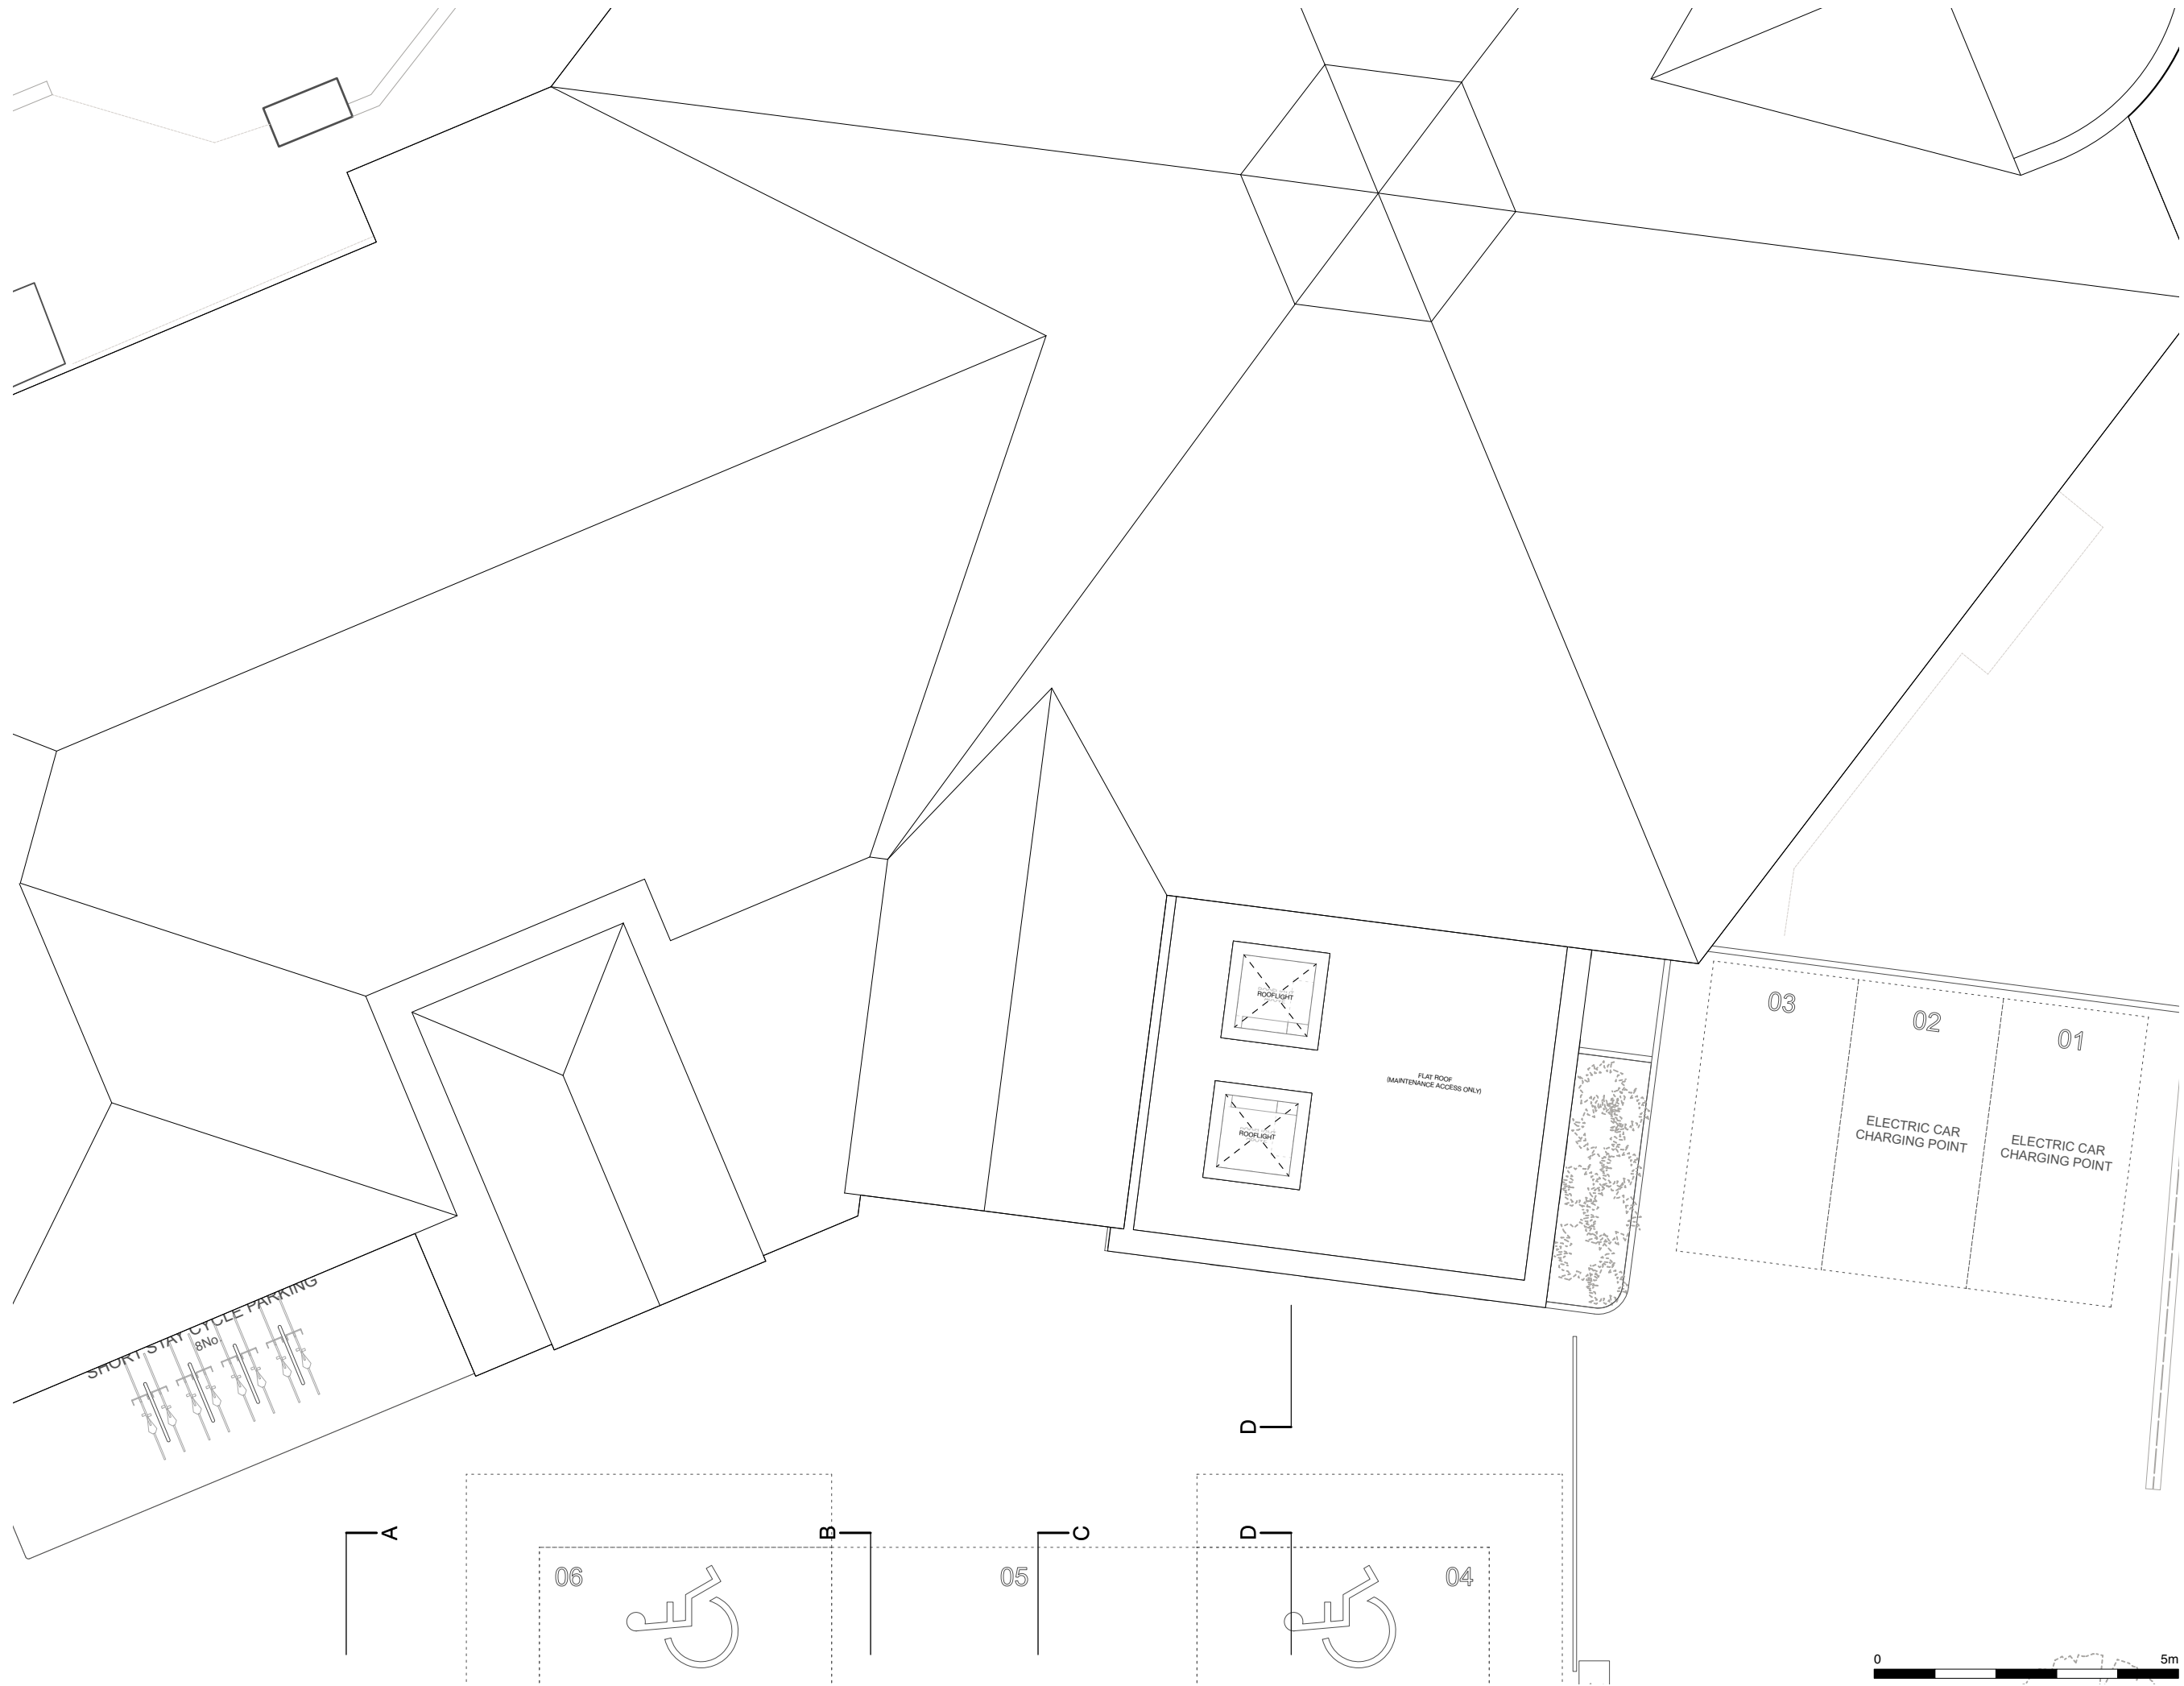 03
02
01
ROOFLIGHT
FLAT ROOF
(MAINTENANCE ACCESS ONLY)
ELECTRIC CAR
CHARGING POINT
ELECTRIC CAR
CHARGING POINT
ROOFLIGHT
SHORT STAY CYCLE PARKING
8No
D
A
B
C
D
06
05
04
0
5m